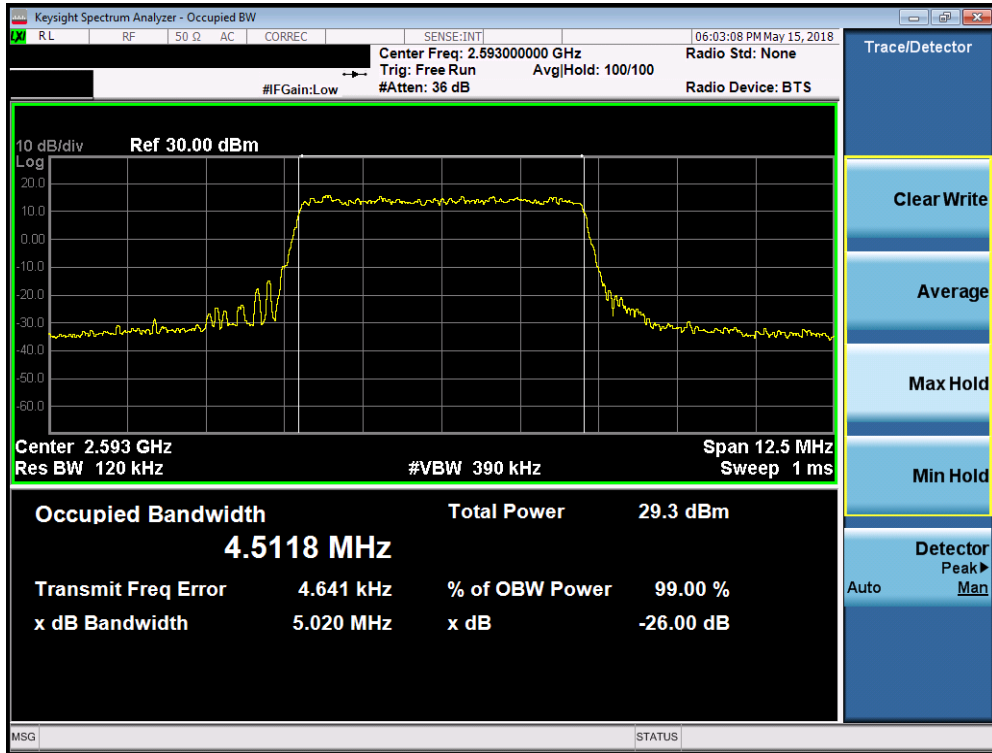 Keysight Spectrum Analyzer - Occupied BW
LXI RL RF 50 Ω AC CORREC SENSE:INT 06:03:08 PM May 15, 2018
Center Freq: 2.593000000 GHz Radio Std: None
Trig: Free Run Avg|Hold: 100/100
#IFGain:Low #Atten: 36 dB Radio Device: BTS
10 dB/div Ref 30.00 dBm
Log
20.0
10.0
0.00
-10.0
-20.0
-30.0
-40.0
-50.0
-60.0
Center 2.593 GHz Span 12.5 MHz
Res BW 120 kHz #VBW 390 kHz Sweep 1 ms
Occupied Bandwidth Total Power 29.3 dBm
4.5118 MHz
Transmit Freq Error 4.641 kHz % of OBW Power 99.00 %
x dB Bandwidth 5.020 MHz x dB -26.00 dB
Trace/Detector
Clear Write
Average
Max Hold
Min Hold
Detector
Peak▶
Auto Man
MSG STATUS